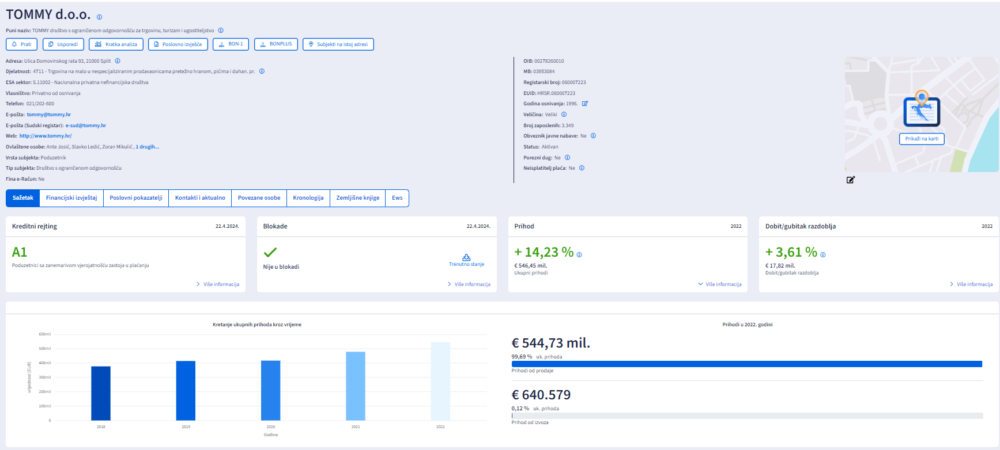 TOMMY d.o.o.
Puni naziv: TOMMY društvo s ograničenom odgovornošću za trgovinu, turizam i ugostiteljstvo
Prati
Usporedi
Kratka analiza
Poslovno izvješće
BON-1
BONPLUS
Subjekti na istoj adresi
Adresa: Ulica Domovinskog rata 93, 21000 Split
Djelatnost: 4711 - Trgovina na malo u nespecijaliziranim prodavaonicama pretežno hranom, pićima i duhan. pr.
ESA sektor: S.11002 - Nacionalna privatna nefinancijska društva
Vlasništvo: Privatno od osnivanja
Telefon: 021/202-600
E-pošta: tommy@tommy.hr
E-pošta (Sudski registar): e-sud@tommy.hr
Web: http://www.tommy.hr/
Ovlaštene osobe: Ante Josić, Slavko Ledić, Zoran Mikulić , 1 drugih...
Vrsta subjekta: Poduzetnik
Tip subjekta: Društvo s ograničenom odgovornošću
Fina e-Račun: Ne
OIB: 00278260010
MB: 03953084
Registarski broj: 060007223
EUID: HRSR.060007223
Godina osnivanja: 1996.
Veličina: Veliki
Broj zaposlenih: 3.349
Obveznik javne nabave: Ne
Status: Aktivan
Porezni dug: Ne
Neisplatitelj plaća: Ne
Prikaži na karti
Sažetak
Financijski izvještaj
Poslovni pokazatelji
Kontakti i aktualno
Povezane osobe
Kronologija
Zemljišne knjige
Ews
Kreditni rejting
22.4.2024.
A1
Poduzetnici sa zanemarivom vjerojatnošću zastoja u plaćanju
Više informacija
Blokade
22.4.2024.
Nije u blokadi
Trenutno stanje
Više informacija
Prihod
2022
+ 14,23 %
€ 546,45 mil.
Ukupni prihodi
Više informacija
Dobit/gubitak razdoblja
2022
+ 3,61 %
€ 17,82 mil.
Dobit/gubitak razdoblja
Više informacija
Kretanje ukupnih prihoda kroz vrijeme
600mil
500mil
400mil
300mil
200mil
100mil
0
vrijednost (EUR)
2018
2019
2020
2021
2022
Godina
Prihodi u 2022. godini
€ 544,73 mil.
99,69 % uk. prihoda
Prihodi od prodaje
€ 640.579
0,12 % uk. prihoda
Prihod od izvoza